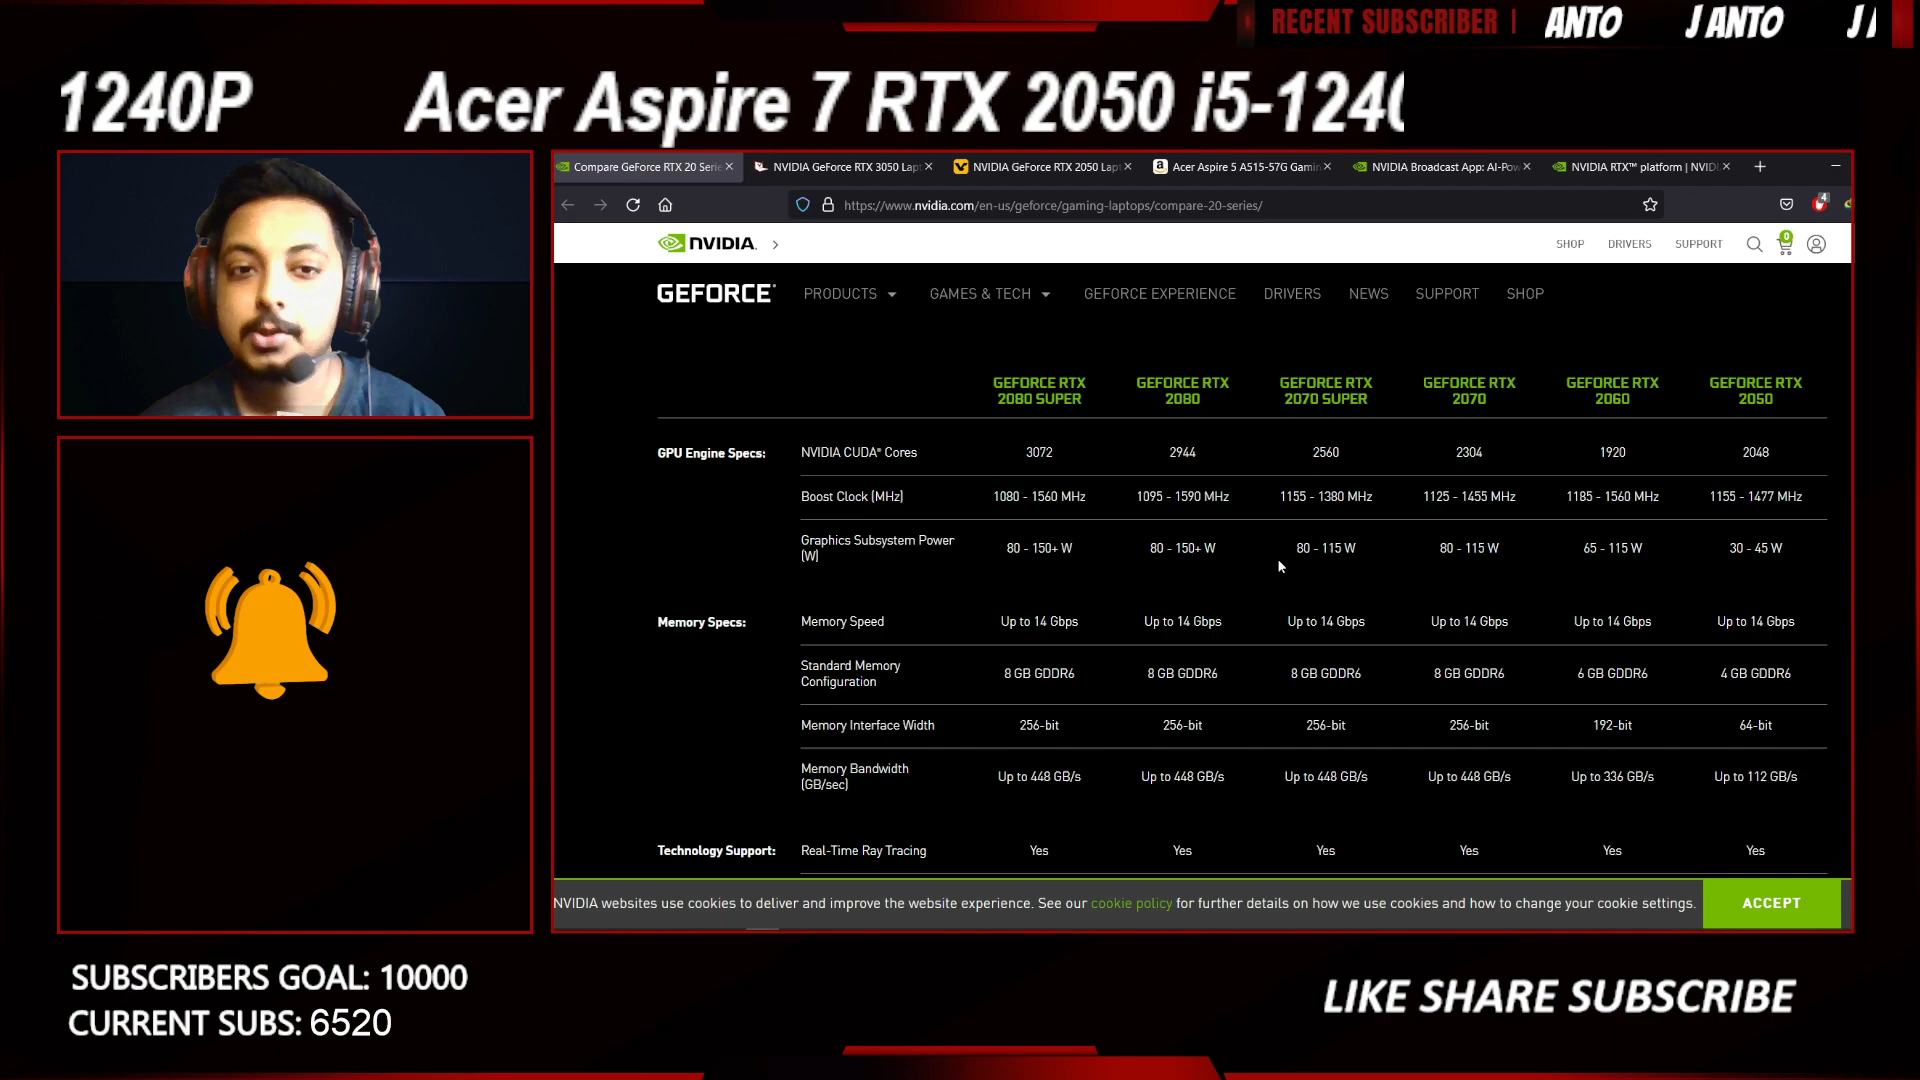 RECENT SUBSCRIBER | ANTO J ANTO J
1240P Acer Aspire 7 RTX 2050 i5-1240
Compare GeForce RTX 20 Serie NVIDIA GeForce RTX 3050 Lapt NVIDIA GeForce RTX 2050 Lapt Acer Aspire 5 A515-57G Gamin NVIDIA Broadcast App: AI-Pow NVIDIA RTX™ platform | NVIDI
https://www.nvidia.com/en-us/geforce/gaming-laptops/compare-20-series/ 4
NVIDIA. SHOP DRIVERS SUPPORT 0
GEFORCE PRODUCTS GAMES & TECH GEFORCE EXPERIENCE DRIVERS NEWS SUPPORT SHOP
GEFORCE RTX 2080 SUPER GEFORCE RTX 2080 GEFORCE RTX 2070 SUPER GEFORCE RTX 2070 GEFORCE RTX 2060 GEFORCE RTX 2050
GPU Engine Specs: NVIDIA CUDA® Cores 3072 2944 2560 2304 1920 2048
Boost Clock (MHz) 1080 - 1560 MHz 1095 - 1590 MHz 1155 - 1380 MHz 1125 - 1455 MHz 1185 - 1560 MHz 1155 - 1477 MHz
Graphics Subsystem Power (W) 80 - 150+ W 80 - 150+ W 80 - 115 W 80 - 115 W 65 - 115 W 30 - 45 W
Memory Specs: Memory Speed Up to 14 Gbps Up to 14 Gbps Up to 14 Gbps Up to 14 Gbps Up to 14 Gbps Up to 14 Gbps
Standard Memory Configuration 8 GB GDDR6 8 GB GDDR6 8 GB GDDR6 8 GB GDDR6 6 GB GDDR6 4 GB GDDR6
Memory Interface Width 256-bit 256-bit 256-bit 256-bit 192-bit 64-bit
Memory Bandwidth (GB/sec) Up to 448 GB/s Up to 448 GB/s Up to 448 GB/s Up to 448 GB/s Up to 336 GB/s Up to 112 GB/s
Technology Support: Real-Time Ray Tracing Yes Yes Yes Yes Yes Yes
NVIDIA websites use cookies to deliver and improve the website experience. See our cookie policy for further details on how we use cookies and how to change your cookie settings. ACCEPT
SUBSCRIBERS GOAL: 10000
CURRENT SUBS: 6520
LIKE SHARE SUBSCRIBE